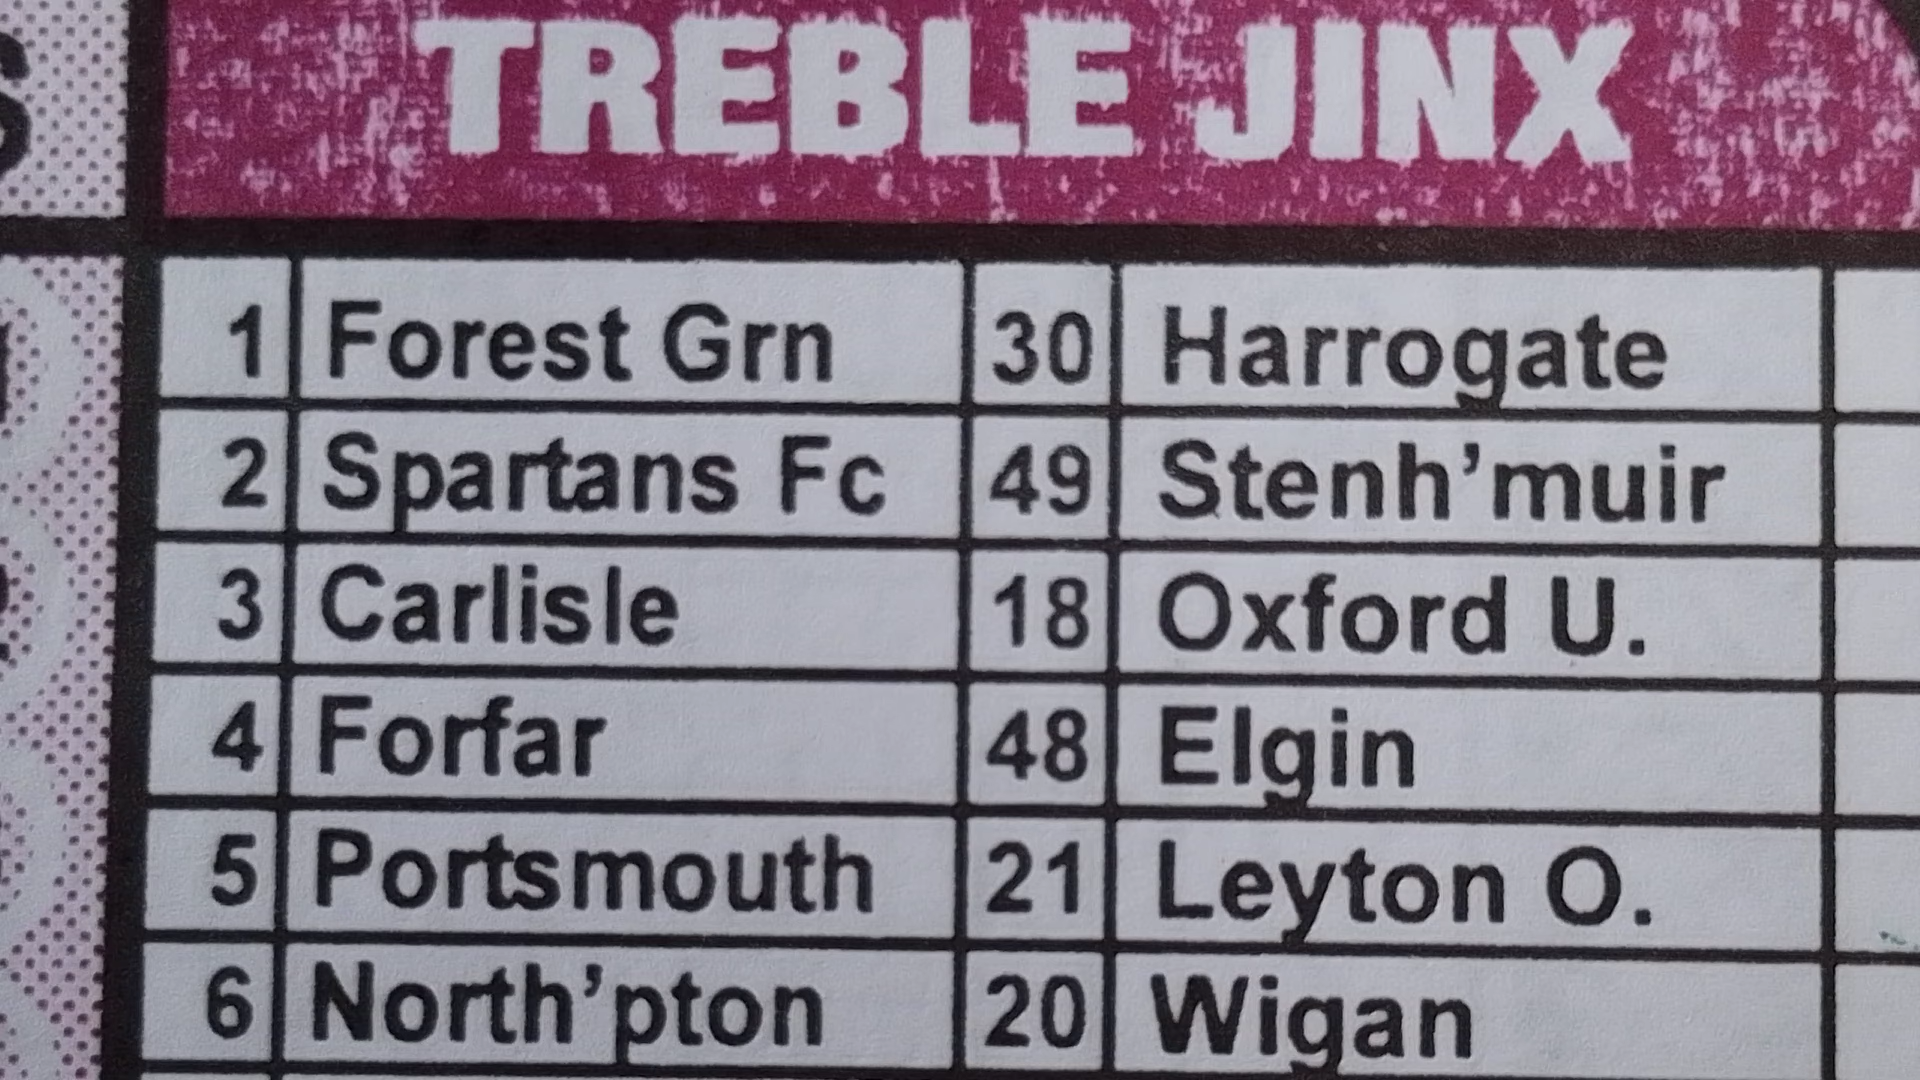 TREBLE JINX
1 Forest Grn 30 Harrogate
2 Spartans Fc 49 Stenh'muir
3 Carlisle 18 Oxford U.
4 Forfar 48 Elgin
5 Portsmouth 21 Leyton O.
6 North'pton 20 Wigan